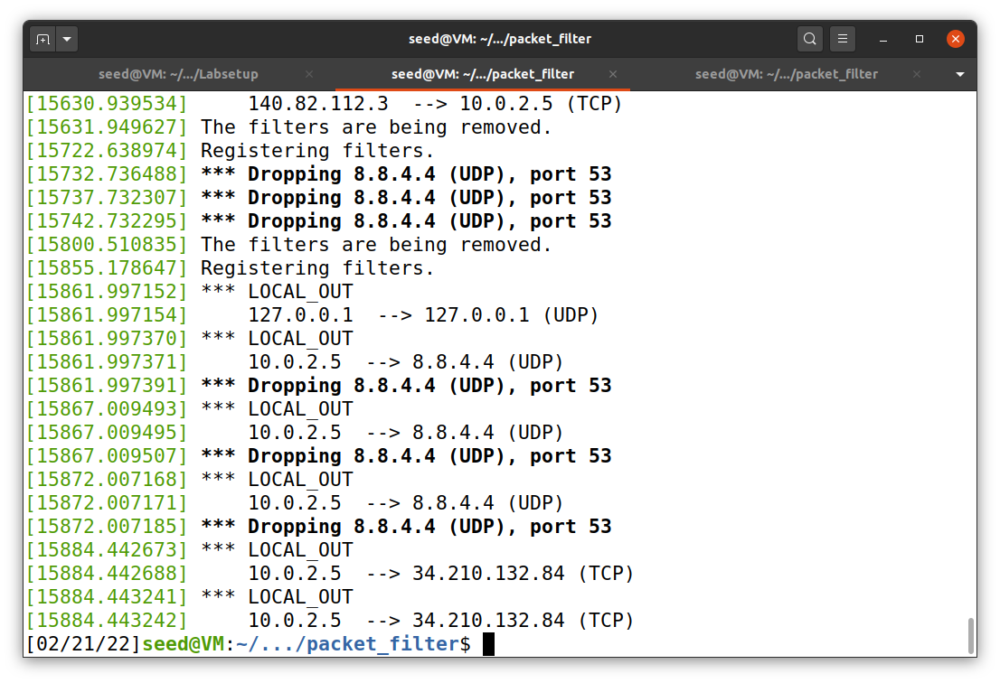 seed@VM: ~/.../packet_filter
seed@VM: ~/.../Labsetup
seed@VM: ~/.../packet_filter
seed@VM: ~/.../packet_filter
[15630.939534]     140.82.112.3  --> 10.0.2.5 (TCP)
[15631.949627] The filters are being removed.
[15722.638974] Registering filters.
[15732.736488] *** Dropping 8.8.4.4 (UDP), port 53
[15737.732307] *** Dropping 8.8.4.4 (UDP), port 53
[15742.732295] *** Dropping 8.8.4.4 (UDP), port 53
[15800.510835] The filters are being removed.
[15855.178647] Registering filters.
[15861.997152] *** LOCAL_OUT
[15861.997154]     127.0.0.1  --> 127.0.0.1 (UDP)
[15861.997370] *** LOCAL_OUT
[15861.997371]     10.0.2.5  --> 8.8.4.4 (UDP)
[15861.997391] *** Dropping 8.8.4.4 (UDP), port 53
[15867.009493] *** LOCAL_OUT
[15867.009495]     10.0.2.5  --> 8.8.4.4 (UDP)
[15867.009507] *** Dropping 8.8.4.4 (UDP), port 53
[15872.007168] *** LOCAL_OUT
[15872.007171]     10.0.2.5  --> 8.8.4.4 (UDP)
[15872.007185] *** Dropping 8.8.4.4 (UDP), port 53
[15884.442673] *** LOCAL_OUT
[15884.442688]     10.0.2.5  --> 34.210.132.84 (TCP)
[15884.443241] *** LOCAL_OUT
[15884.443242]     10.0.2.5  --> 34.210.132.84 (TCP)
[02/21/22]seed@VM:~/.../packet_filter$